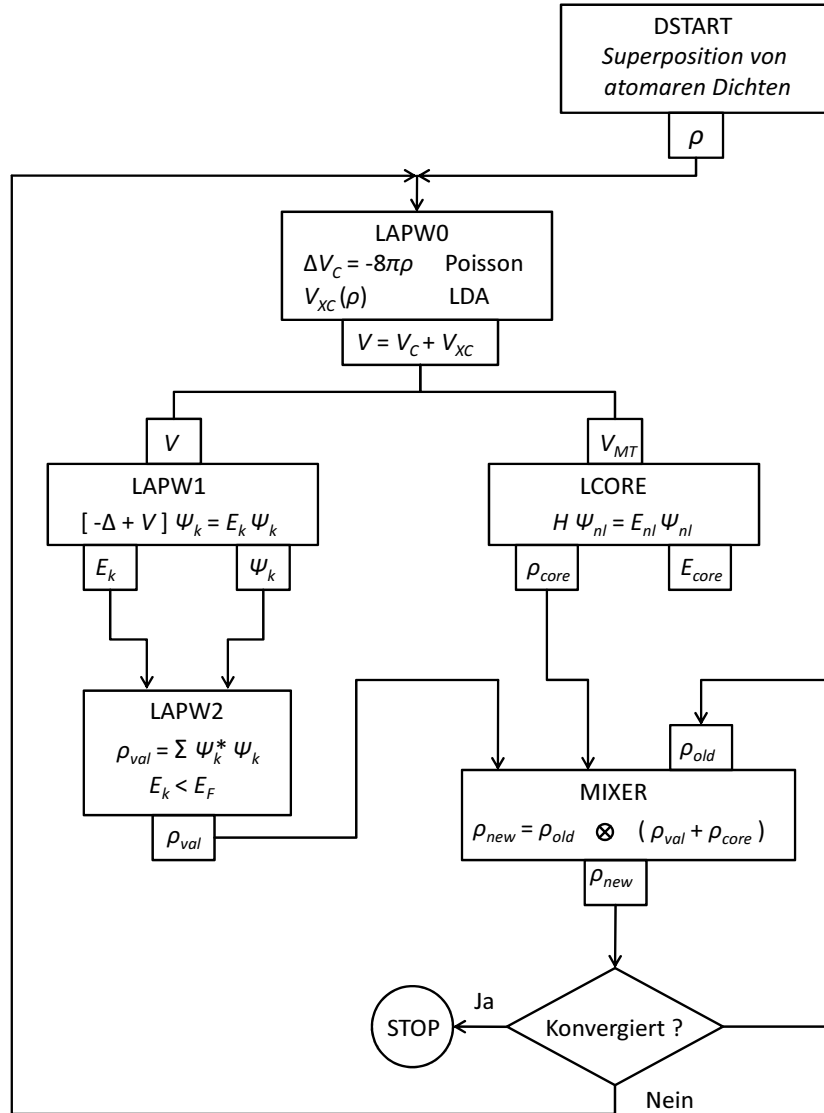 DSTART
Superposition von
atomaren Dichten
ρ
LAPW0
ΔV_C = -8πρ Poisson
V_XC(ρ) LDA
V = V_C + V_XC
V
V_MT
LAPW1
[ -Δ + V ] Ψ_k = E_k Ψ_k
E_k
Ψ_k
LCORE
H Ψ_nl = E_nl Ψ_nl
ρ_core
E_core
LAPW2
ρ_val = Σ Ψ_k^* Ψ_k
E_k < E_F
ρ_val
ρ_old
MIXER
ρ_new = ρ_old ⊗ ( ρ_val + ρ_core )
ρ_new
Konvergiert ?
Ja
STOP
Nein